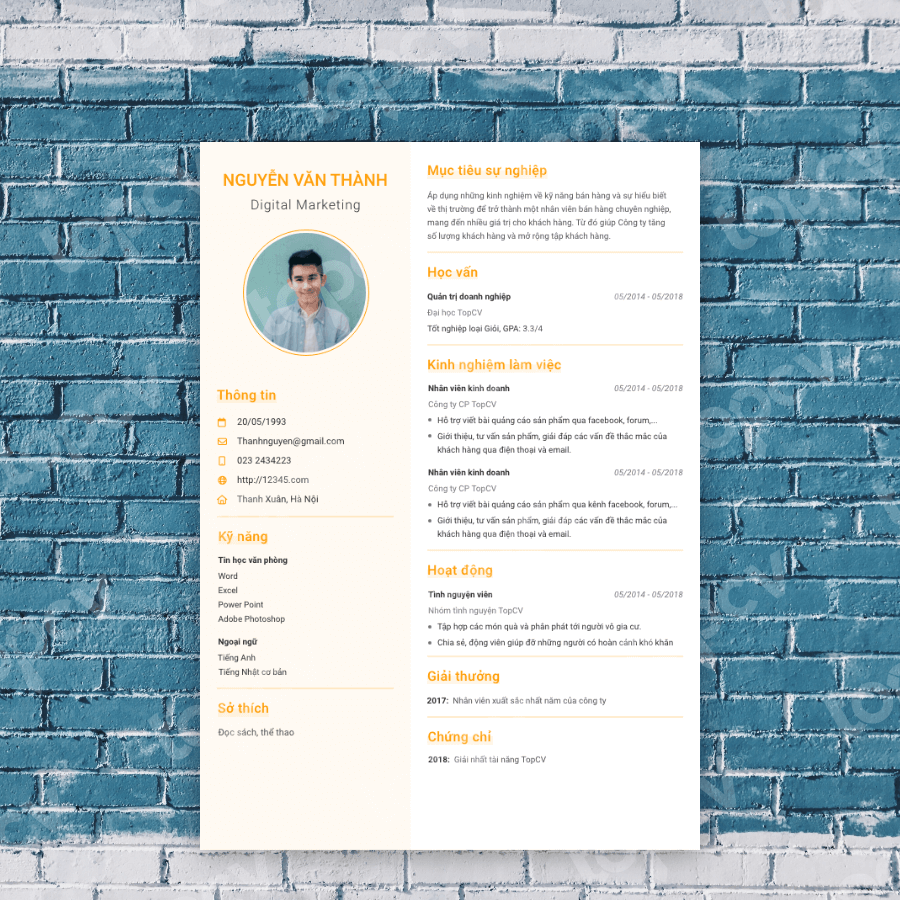 NGUYỄN VĂN THÀNH
Digital Marketing
Thông tin
20/05/1993
Thanhnguyen@gmail.com
023 2434223
http://12345.com
Thanh Xuân, Hà Nội
Kỹ năng
Tin học văn phòng
Word
Excel
Power Point
Adobe Photoshop
Ngoại ngữ
Tiếng Anh
Tiếng Nhật cơ bản
Sở thích
Đọc sách, thể thao
Mục tiêu sự nghiệp
Áp dụng những kinh nghiệm về kỹ năng bán hàng và sự hiểu biết
về thị trường để trở thành một nhân viên bán hàng chuyên nghiệp,
mang đến nhiều giá trị cho khách hàng. Từ đó giúp Công ty tăng
số lượng khách hàng và mở rộng tập khách hàng.
Học vấn
Quản trị doanh nghiệp 05/2014 - 05/2018
Đại học TopCV
Tốt nghiệp loại Giỏi, GPA: 3.3/4
Kinh nghiệm làm việc
Nhân viên kinh doanh 05/2014 - 05/2018
Công ty CP TopCV
Hỗ trợ viết bài quảng cáo sản phẩm qua facebook, forum,...
Giới thiệu, tư vấn sản phẩm, giải đáp các vấn đề thắc mắc của
khách hàng qua điện thoại và email.
Nhân viên kinh doanh 05/2014 - 05/2018
Công ty CP TopCV
Hỗ trợ viết bài quảng cáo sản phẩm qua kênh facebook, forum,...
Giới thiệu, tư vấn sản phẩm, giải đáp các vấn đề thắc mắc của
khách hàng qua điện thoại và email.
Hoạt động
Tình nguyện viên 05/2014 - 05/2018
Nhóm tình nguyện TopCV
Tập hợp các món quà và phân phát tới người vô gia cư.
Chia sẻ, động viên giúp đỡ những người có hoàn cảnh khó khăn
Giải thưởng
2017: Nhân viên xuất sắc nhất năm của công ty
Chứng chỉ
2018: Giải nhất tài năng TopCV